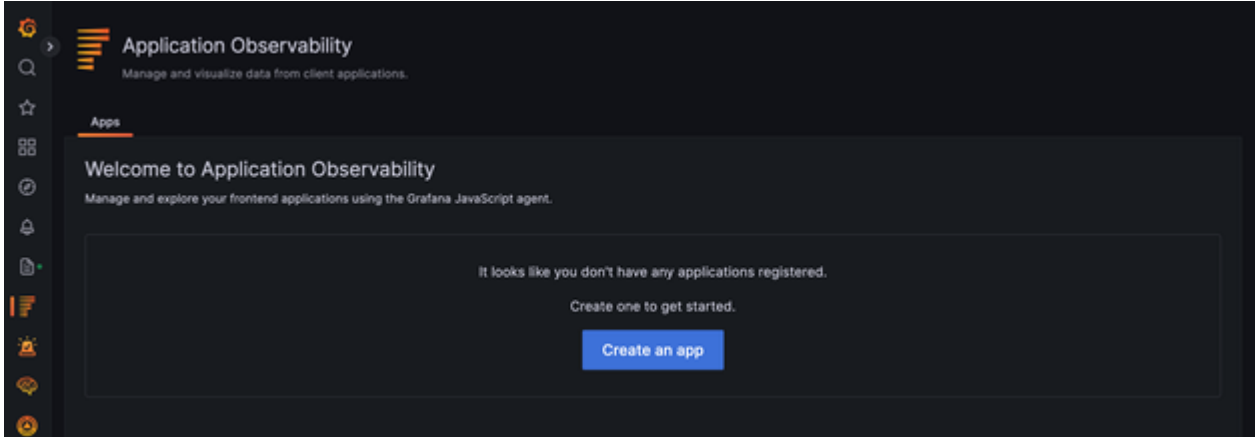 Application Observability
Manage and visualize data from client applications.
Apps
Welcome to Application Observability
Manage and explore your frontend applications using the Grafana JavaScript agent.
It looks like you don't have any applications registered.
Create one to get started.
Create an app